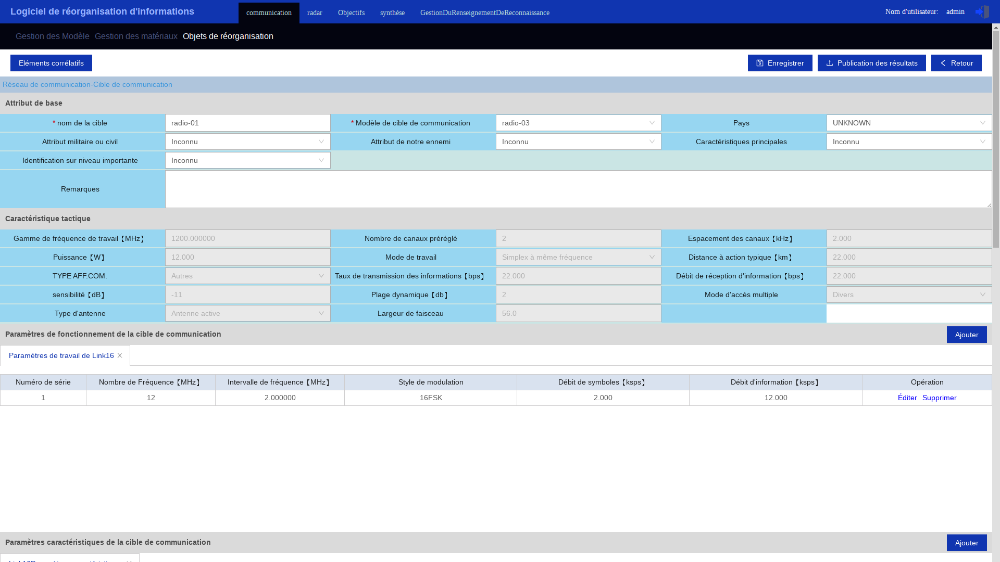 Logiciel de réorganisation d'informations
communication radar Objectifs synthèse GestionDuRenseignementDeReconnaissance
Nom d'utilisateur: admin
Gestion des Modèle Gestion des matériaux Objets de réorganisation
Eléments corrélatifs Enregistrer Publication des résultats Retour
Réseau de communication-Cible de communication
Attribut de base
* nom de la cible radio-01 * Modèle de cible de communication radio-03 Pays UNKNOWN
Attribut militaire ou civil Inconnu Attribut de notre ennemi Inconnu Caractéristiques principales Inconnu
Identification sur niveau importante Inconnu
Remarques
Caractéristique tactique
Gamme de fréquence de travail【MHz】 1200.000000 Nombre de canaux préréglé 2 Espacement des canaux【kHz】 2.000
Puissance【W】 12.000 Mode de travail Simplex à même fréquence Distance à action typique【km】 22.000
TYPE AFF.COM. Autres Taux de transmission des informations【bps】 22.000 Débit de réception d'information【bps】 22.000
sensibilité【dB】 -11 Plage dynamique【db】 2 Mode d'accès multiple Divers
Type d'antenne Antenne active Largeur de faisceau 56.0
Paramètres de fonctionnement de la cible de communication Ajouter
Paramètres de travail de Link16
Numéro de série Nombre de Fréquence【MHz】 Intervalle de fréquence【MHz】 Style de modulation Débit de symboles【ksps】 Débit d'information【ksps】 Opération
1 12 2.000000 16FSK 2.000 12.000 Éditer Supprimer
Paramètres caractéristiques de la cible de communication Ajouter